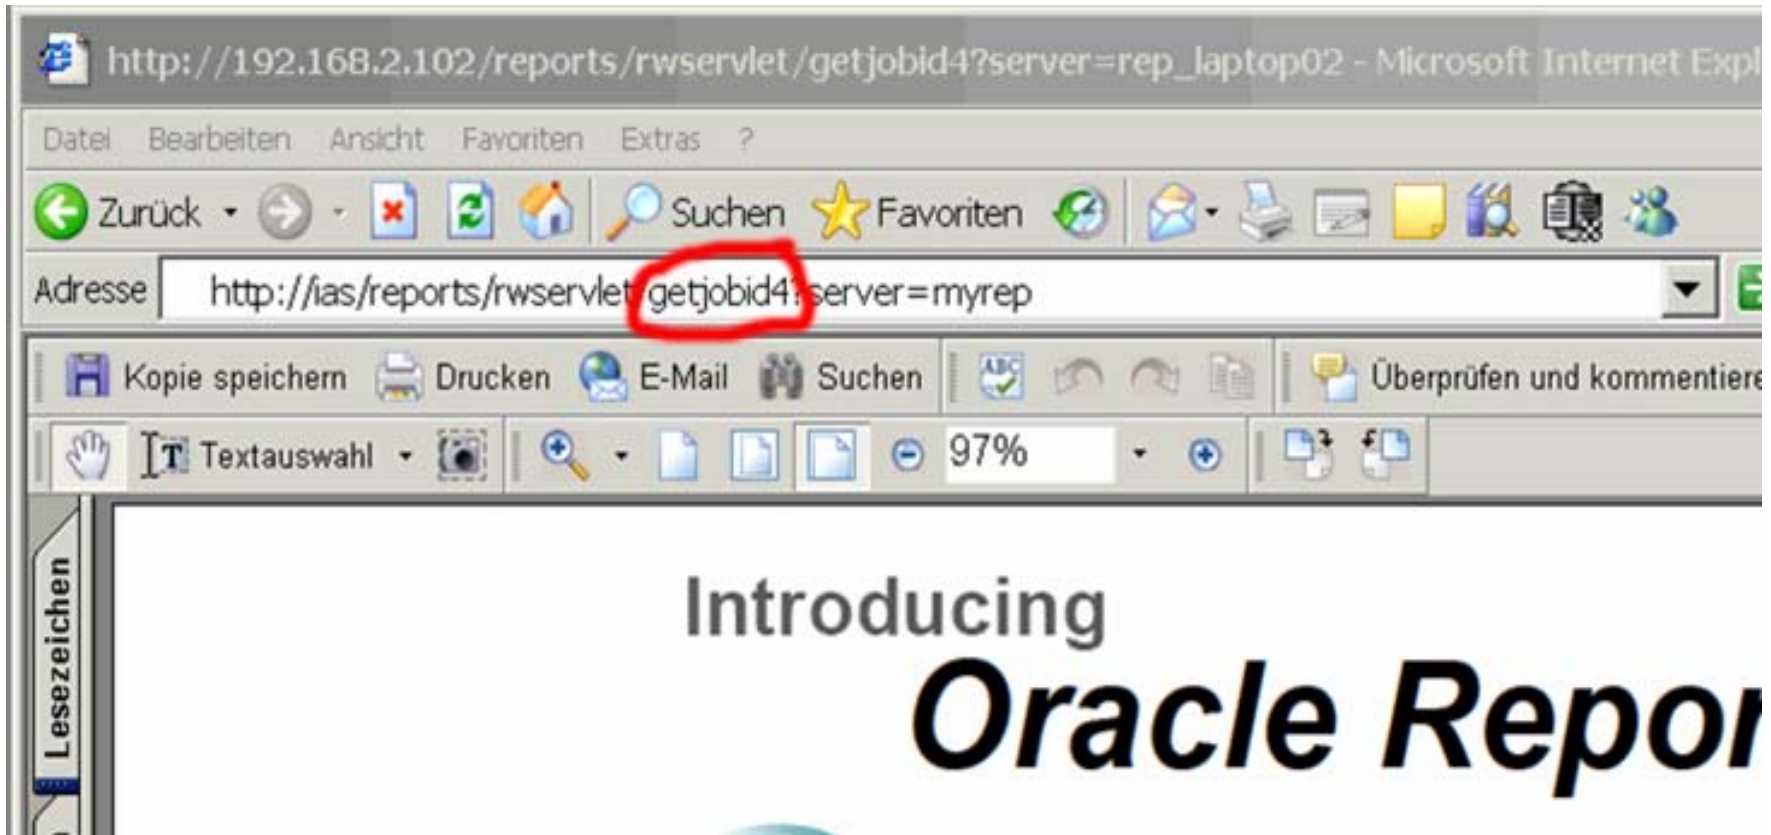 http://192.168.2.102/reports/rwservlet/getjobid4?server=rep_laptop02 - Microsoft Internet Expl
Datei Bearbeiten Ansicht Favoriten Extras ?
Zurück Suchen Favoriten
Adresse http://ias/reports/rwservlet/getjobid4?server=myrep
Kopie speichern Drucken E-Mail Suchen ABC Überprüfen und kommentiere
T Textauswahl 97%
Lesezeichen
Introducing
Oracle Repor